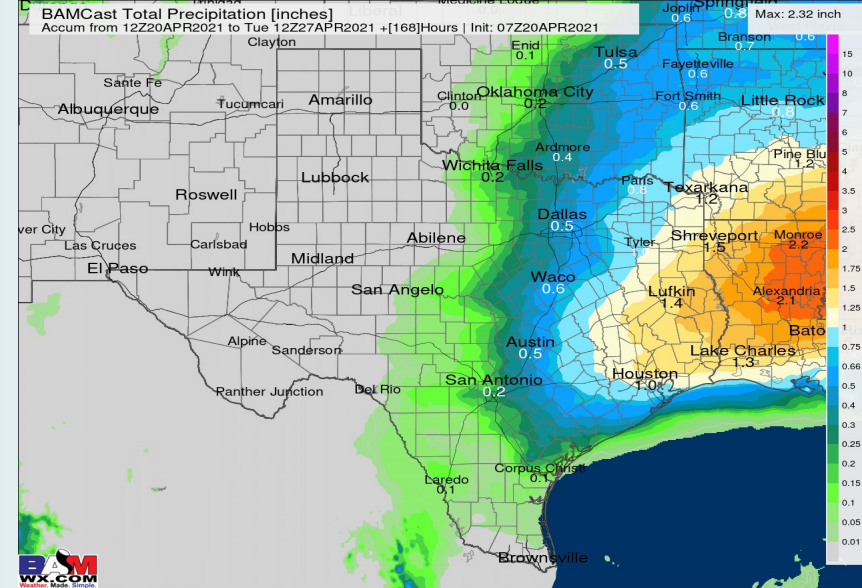 BAMCast Total Precipitation [inches]
Accum from 12Z20APR2021 to Tue 12Z27APR2021 +[168]Hours | Init: 07Z20APR2021
Max: 2.32 inch
Joplin
0.6
Springfield
0.8
Branson
0.7
0.6
Clayton
Enid
0.1
Tulsa
0.5
Fayetteville
0.6
Santa Fe
Albuquerque
Tucumcari
Amarillo
Clinton
0.0
Oklahoma City
0.2
Fort Smith
0.6
Little Rock
0.8
Ardmore
0.4
Pine Blu
1.2
Wichita Falls
0.2
Lubbock
Paris
0.8
Texarkana
1.2
Roswell
Dallas
0.5
ver City
Las Cruces
Carlsbad
Hobbs
Abilene
Tyler
Shreveport
1.5
Monroe
2.2
El Paso
Wink
Midland
Waco
0.6
San Angelo
Lufkin
1.4
Alexandria
2.1
Bato
Alpine
Sanderson
Austin
0.5
Lake Charles
1.3
Panther Junction
Del Rio
San Antonio
0.2
Houston
1.0
Corpus Christi
0.1
Laredo
0.1
Brownsville
15
10
8
7
6
5
4
3.5
3
2.5
2
1.75
1.5
1.25
1
0.75
0.66
0.5
0.4
0.3
0.25
0.2
0.15
0.1
0.05
0.01
BAM
WX.COM
Weather. Made. Simple.